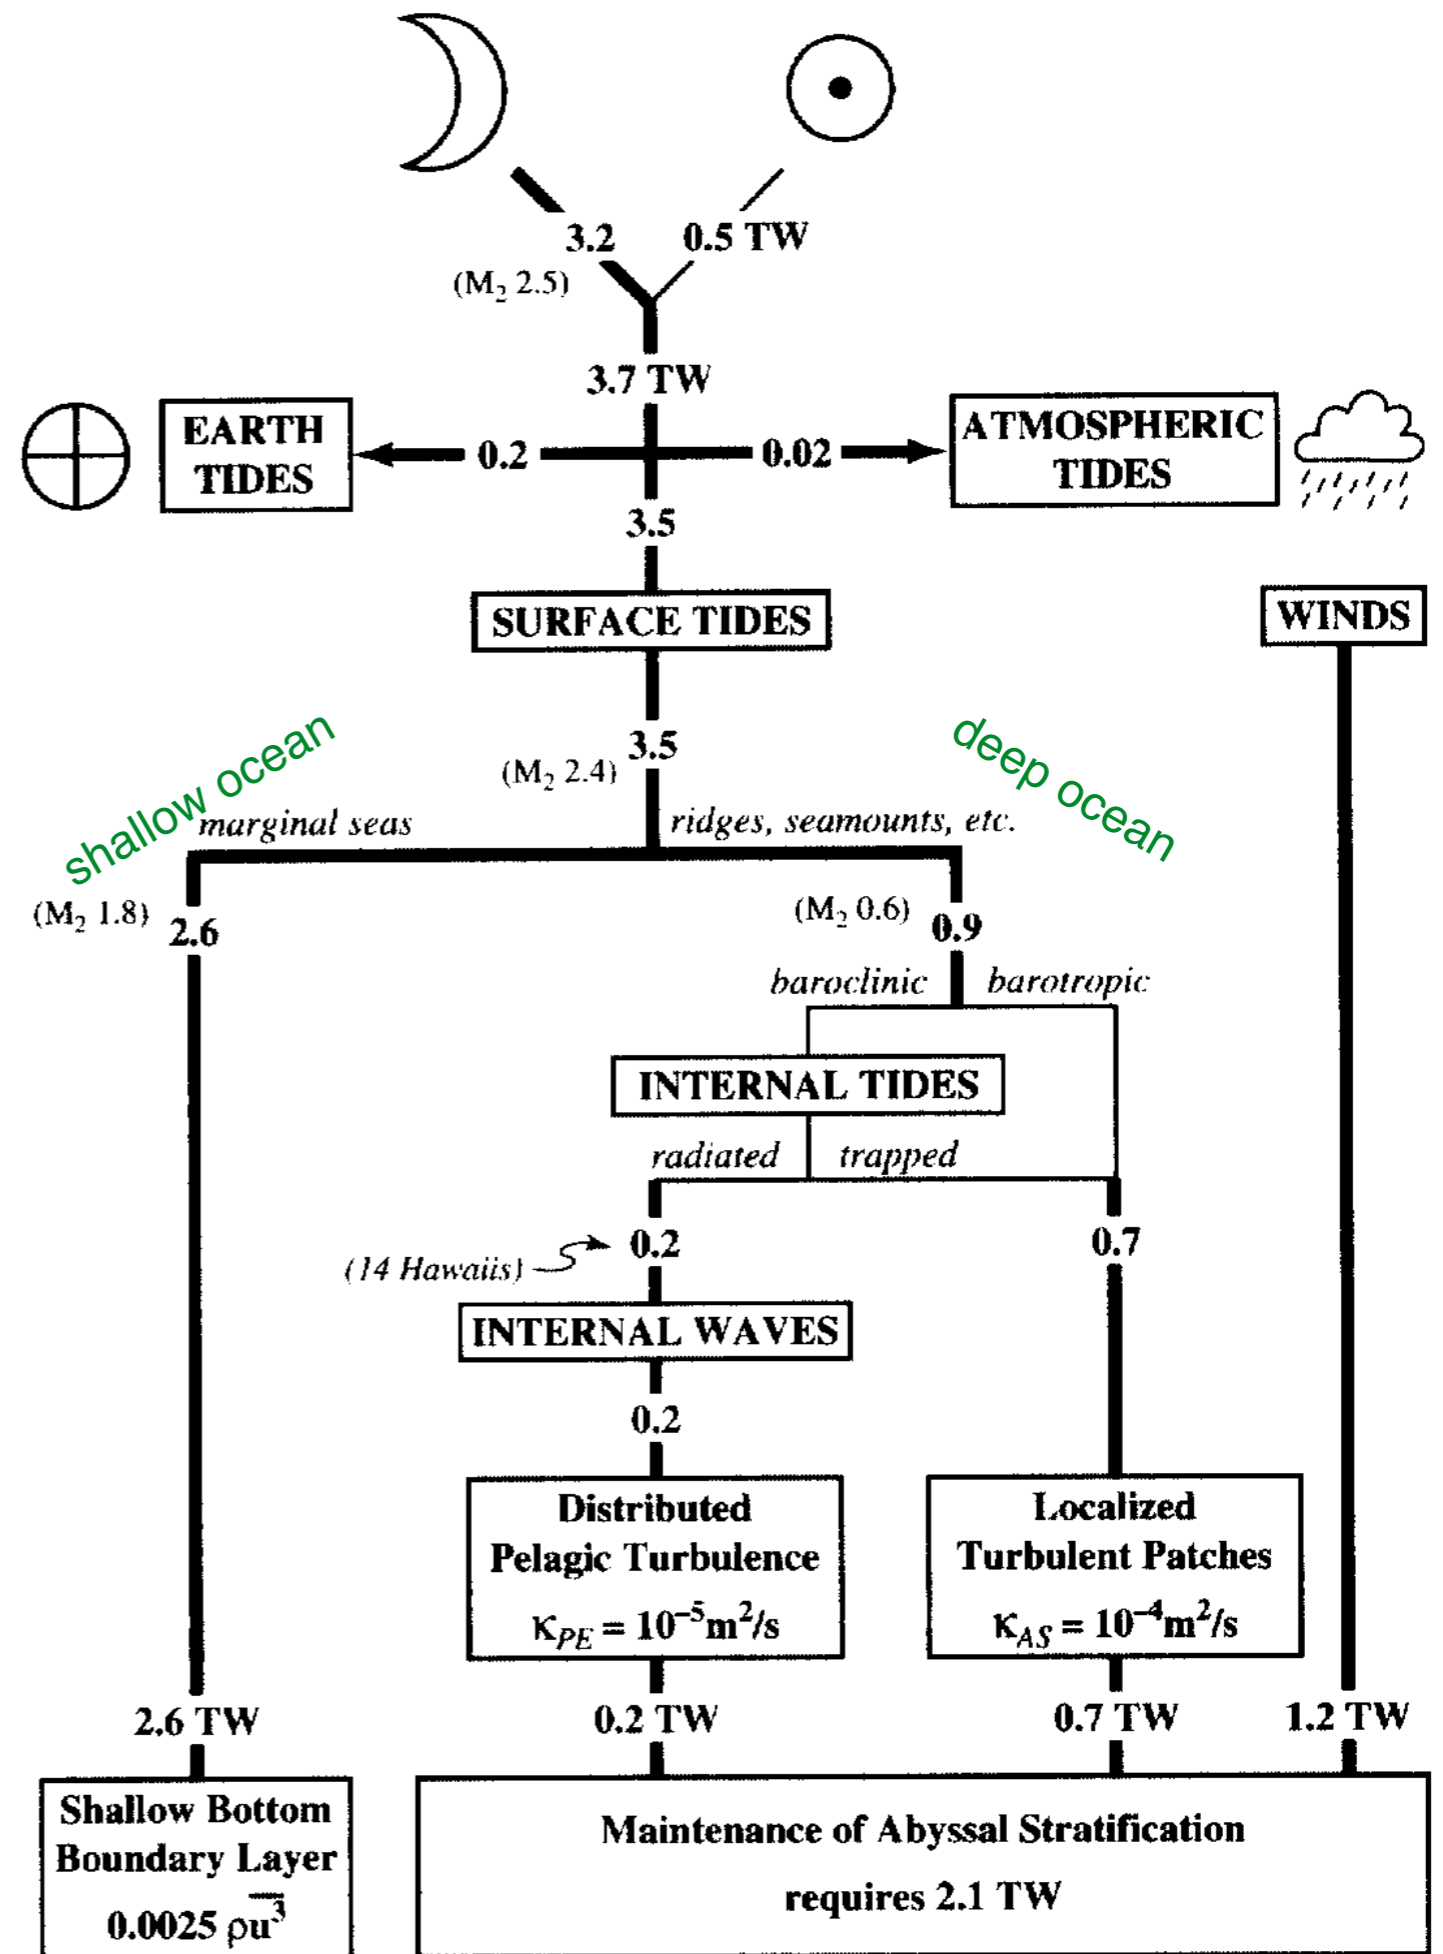 3.2
0.5 TW
(M₂ 2.5)
3.7 TW
EARTH
TIDES
0.2
0.02
ATMOSPHERIC
TIDES
3.5
SURFACE TIDES
WINDS
3.5
(M₂ 2.4)
shallow ocean
deep ocean
marginal seas
ridges, seamounts, etc.
(M₂ 1.8)
2.6
(M₂ 0.6)
0.9
baroclinic
barotropic
INTERNAL TIDES
radiated
trapped
(14 Hawaiis)
0.2
0.7
INTERNAL WAVES
0.2
Distributed
Pelagic Turbulence
κ_PE = 10⁻⁵m²/s
Localized
Turbulent Patches
κ_AS = 10⁻⁴m²/s
2.6 TW
0.2 TW
0.7 TW
1.2 TW
Shallow Bottom
Boundary Layer
0.0025 ρu̅³
Maintenance of Abyssal Stratification
requires 2.1 TW